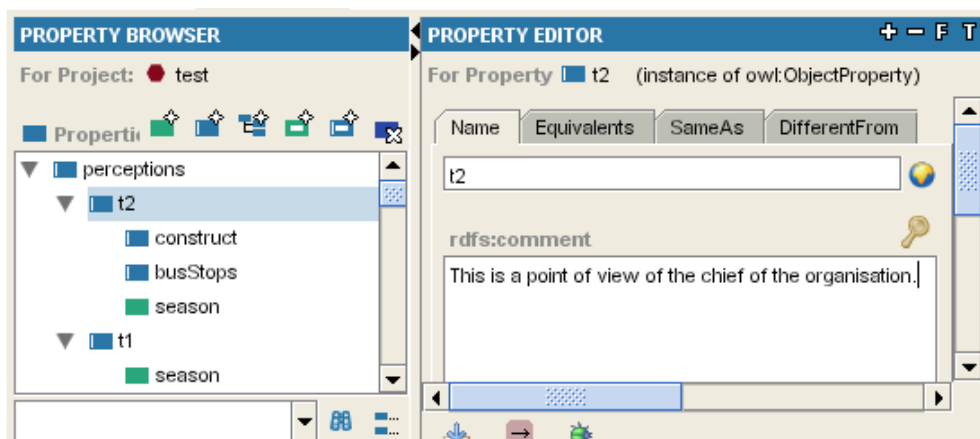 PROPERTY BROWSER
For Project: test
Propertie
perceptions
t2
construct
busStops
season
t1
season
PROPERTY EDITOR
F T
For Property t2 (instance of owl:ObjectProperty)
Name Equivalents SameAs DifferentFrom
t2
rdfs:comment
This is a point of view of the chief of the organisation.